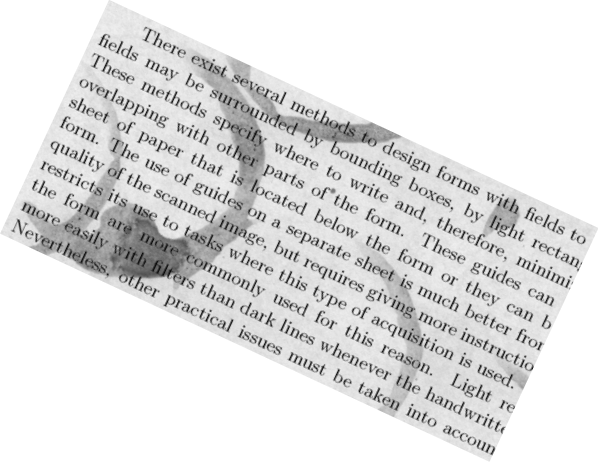 There exist several methods to design forms with fields to
fields may be surrounded by bounding boxes, by light rectan
These methods specify where to write and, therefore, minimi
overlapping with other parts of the form. These guides can
sheet of paper that is located below the form or they can b
form. The use of guides on a separate sheet is much better fro
quality of the scanned image, but requires giving more instructio
restricts its use to tasks where this type of acquisition is used.
the form are more commonly used for this reason. Light re
more easily with filters than dark lines whenever the handwritte
Nevertheless, other practical issues must be taken into accoun